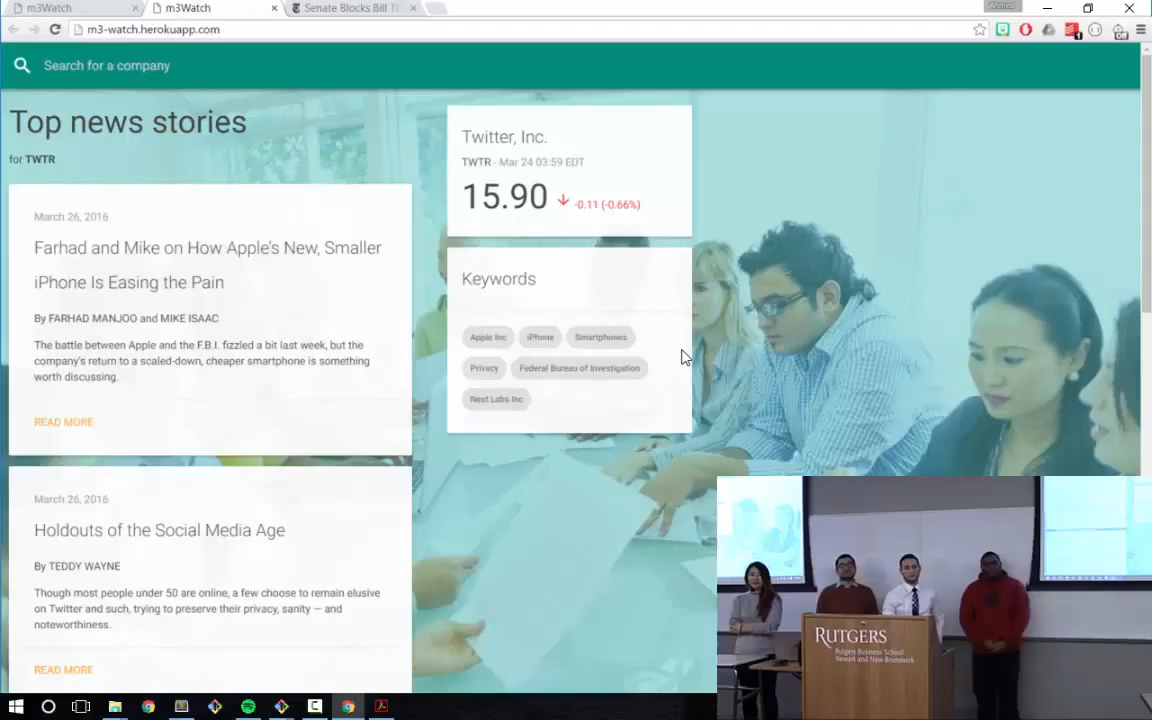 m3Watch
m3Watch
Senate Blocks Bill T
Ahmed
m3-watch.herokuapp.com
Search for a company
Top news stories
for TWTR
March 26, 2016
Farhad and Mike on How Apple's New, Smaller
iPhone Is Easing the Pain
By FARHAD MANJOO and MIKE ISAAC
The battle between Apple and the F.B.I. fizzled a bit last week, but the
company's return to a scaled-down, cheaper smartphone is something
worth discussing.
READ MORE
March 26, 2016
Holdouts of the Social Media Age
By TEDDY WAYNE
Though most people under 50 are online, a few choose to remain elusive
on Twitter and such, trying to preserve their privacy, sanity — and
noteworthiness.
READ MORE
Twitter, Inc.
TWTR - Mar 24 03:59 EDT
15.90 -0.11 (-0.66%)
Keywords
Apple Inc iPhone Smartphones
Privacy Federal Bureau of Investigation
Nest Labs Inc
RUTGERS
Rutgers Business School
Newark and New Brunswick